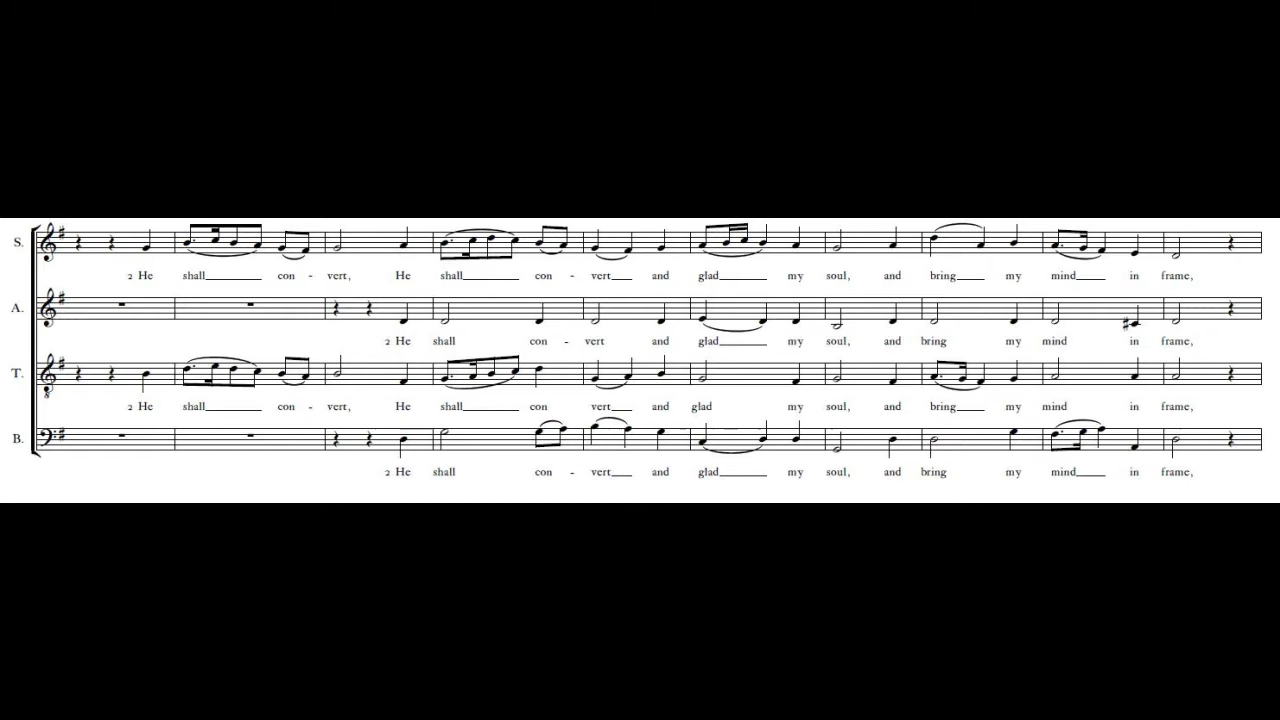 S.
2 He shall con - vert, He shall con - vert and glad my soul, and bring my mind in frame,
A.
2 He shall con - vert and glad my soul, and bring my mind in frame,
T.
8
2 He shall con - vert, He shall con vert and glad my soul, and bring my mind in frame,
B.
2 He shall con - vert and glad my soul, and bring my mind in frame,